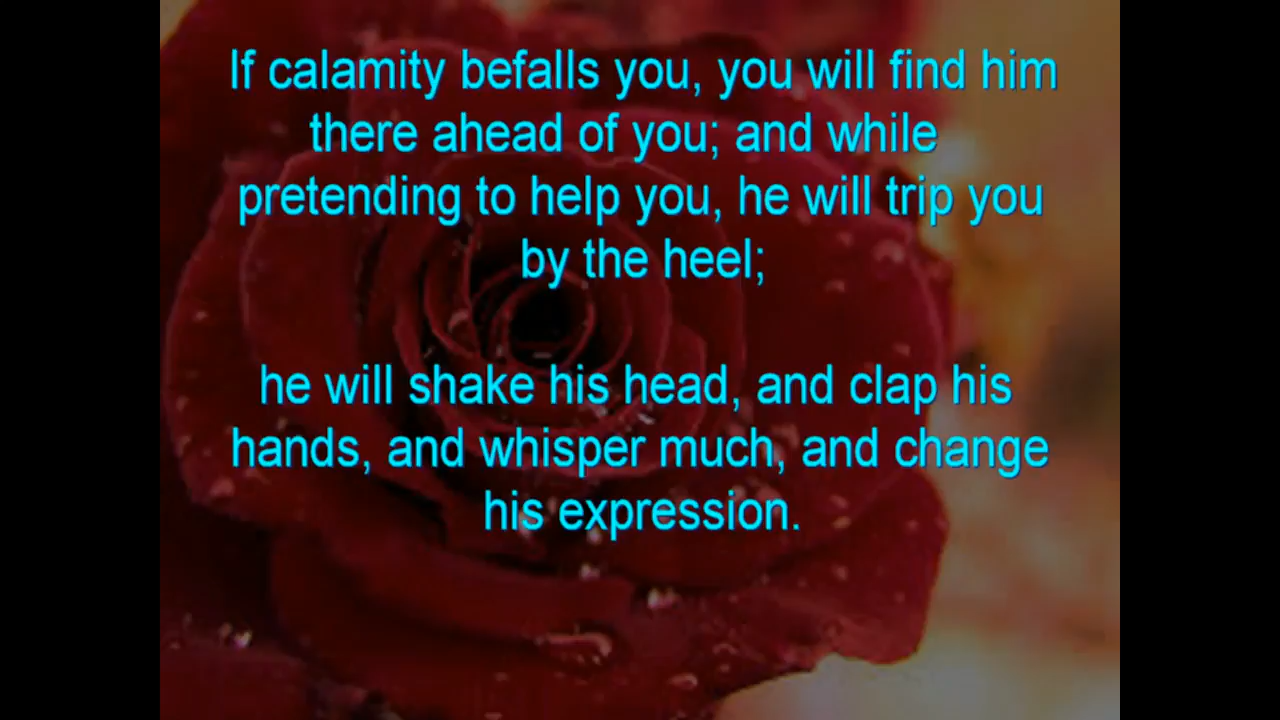 If calamity befalls you, you will find him
there ahead of you; and while
pretending to help you, he will trip you
by the heel;
he will shake his head, and clap his
hands, and whisper much, and change
his expression.